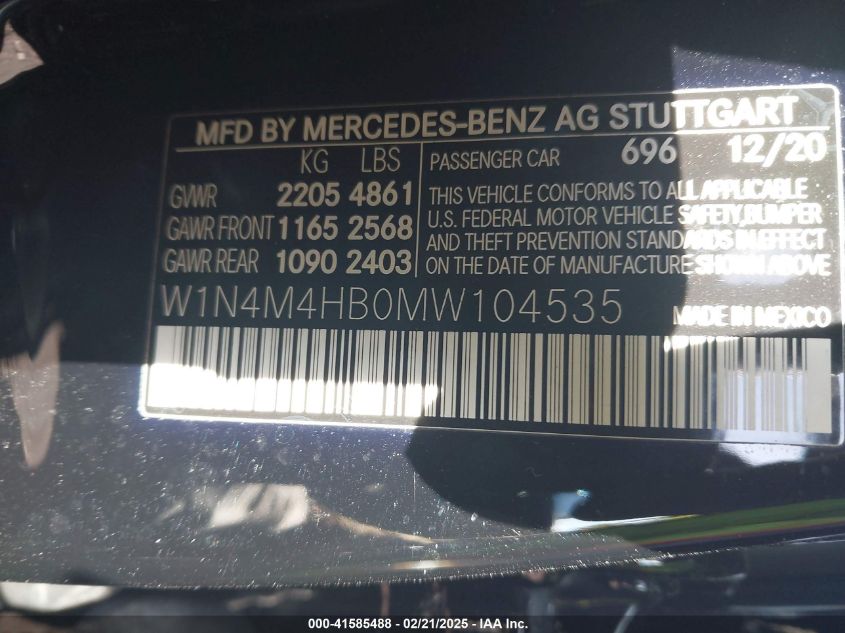 MFD BY MERCEDES-BENZ AG STUTTGART
KG LBS
GVWR 2205 4861
GAWR FRONT 1165 2568
GAWR REAR 1090 2403
PASSENGER CAR 696 12/20
THIS VEHICLE CONFORMS TO ALL APPLICABLE
U.S. FEDERAL MOTOR VEHICLE SAFETY,BUMPER
AND THEFT PREVENTION STANDARDS IN EFFECT
ON THE DATE OF MANUFACTURE SHOWN ABOVE
W1N4M4HB0MW104535
MADE IN MEXICO
000-41585488 - 02/21/2025 - IAA Inc.